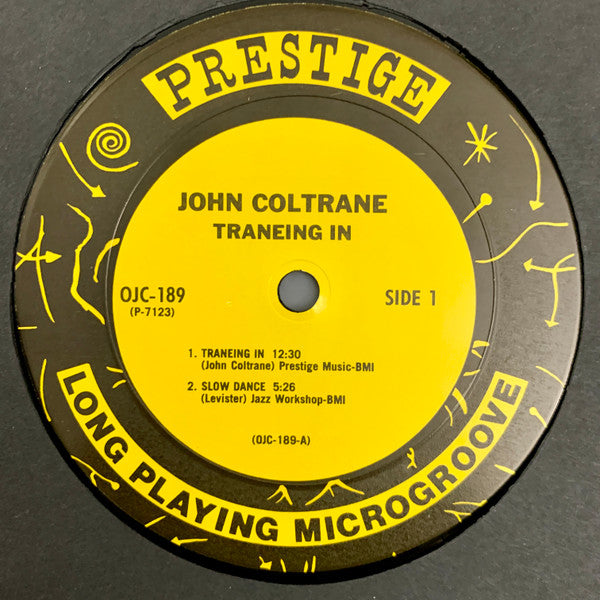 PRESTIGE
JOHN COLTRANE
TRANEING IN
OJC-189
(P-7123)
SIDE 1
1. TRANEING IN 12:30
(John Coltrane) Prestige Music-BMI
2. SLOW DANCE 5:26
(Levister) Jazz Workshop-BMI
(OJC-189-A)
LONG PLAYING MICROGROOVE